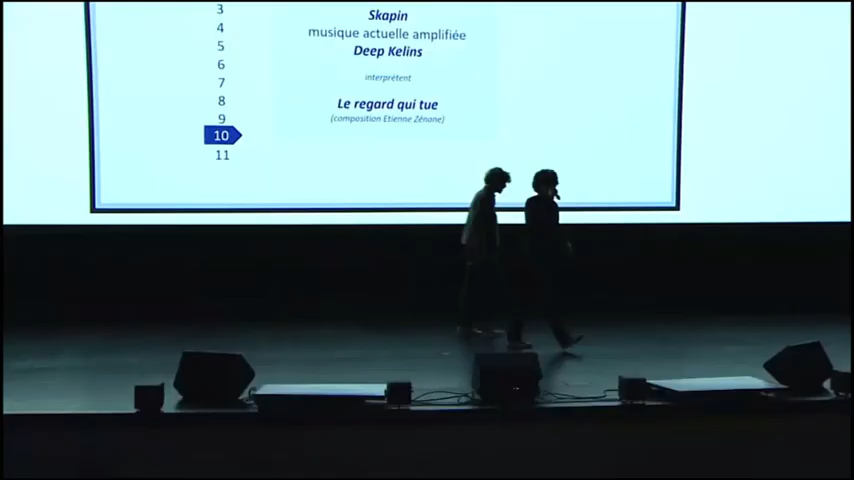 3
Skapin
4
musique actuelle amplifiée
5
Deep Kelins
6
interprètent
7
8
Le regard qui tue
9
(composition Etienne Zénone)
10
11